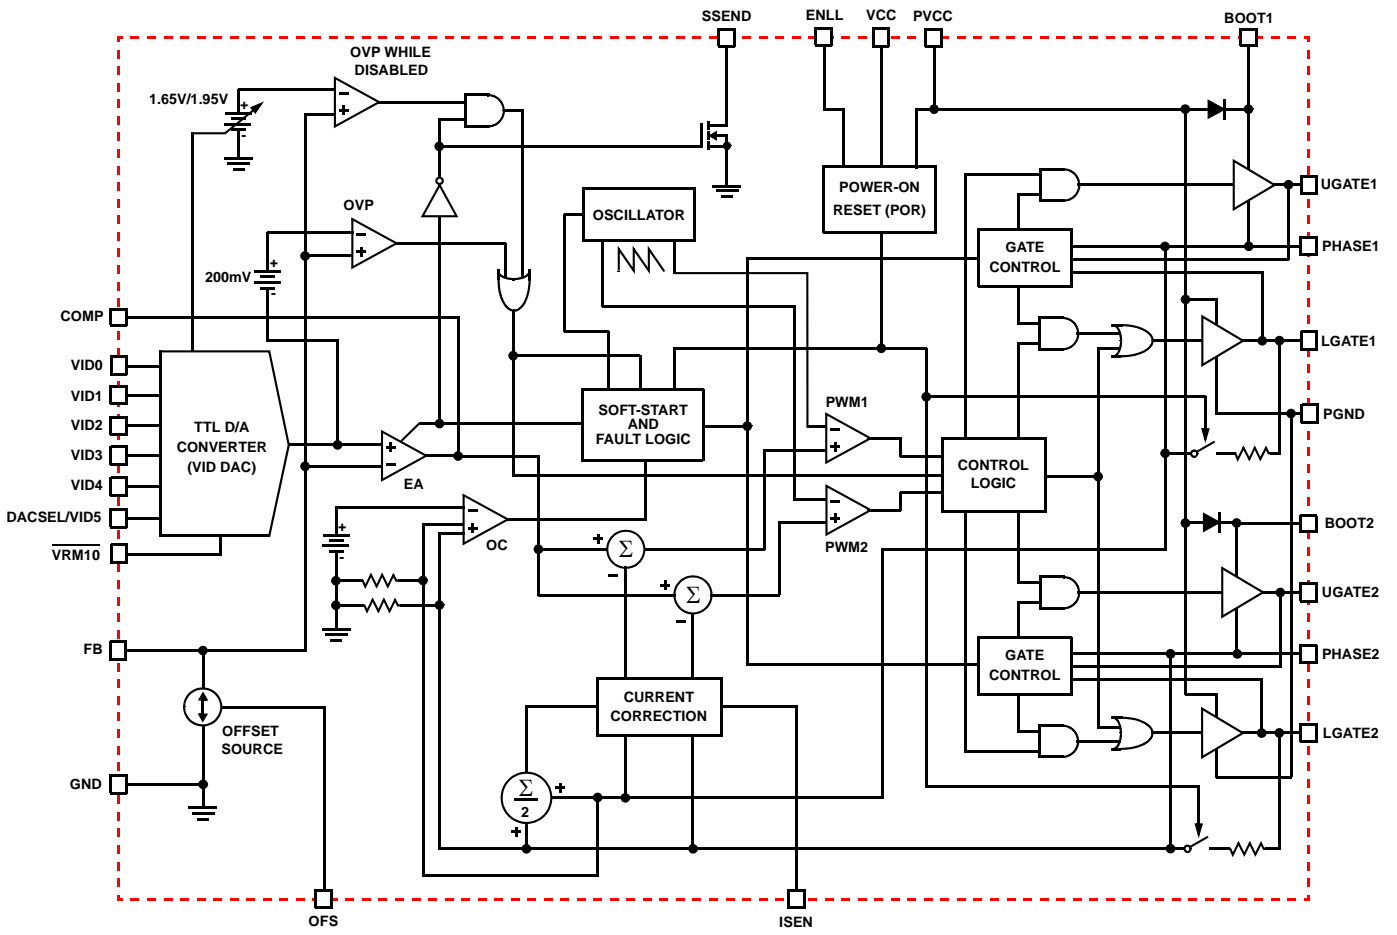 SSEND
ENLL
VCC
PVCC
BOOT1
OVP WHILE
DISABLED
1.65V/1.95V
+
-
−
+
OVP
−
+
200mV
+
-
OSCILLATOR
POWER-ON
RESET (POR)
GATE
CONTROL
UGATE1
PHASE1
LGATE1
PGND
COMP
VID0
VID1
VID2
VID3
VID4
DACSEL/VID5
VRM10
TTL D/A
CONVERTER
(VID DAC)
+
−
EA
SOFT-START
AND
FAULT LOGIC
PWM1
−
+
PWM2
−
+
CONTROL
LOGIC
+
-
−
+
OC
+
Σ
−
+
Σ
−
BOOT2
UGATE2
PHASE2
LGATE2
GATE
CONTROL
FB
OFFSET
SOURCE
GND
CURRENT
CORRECTION
Σ
2
+
+
OFS
ISEN